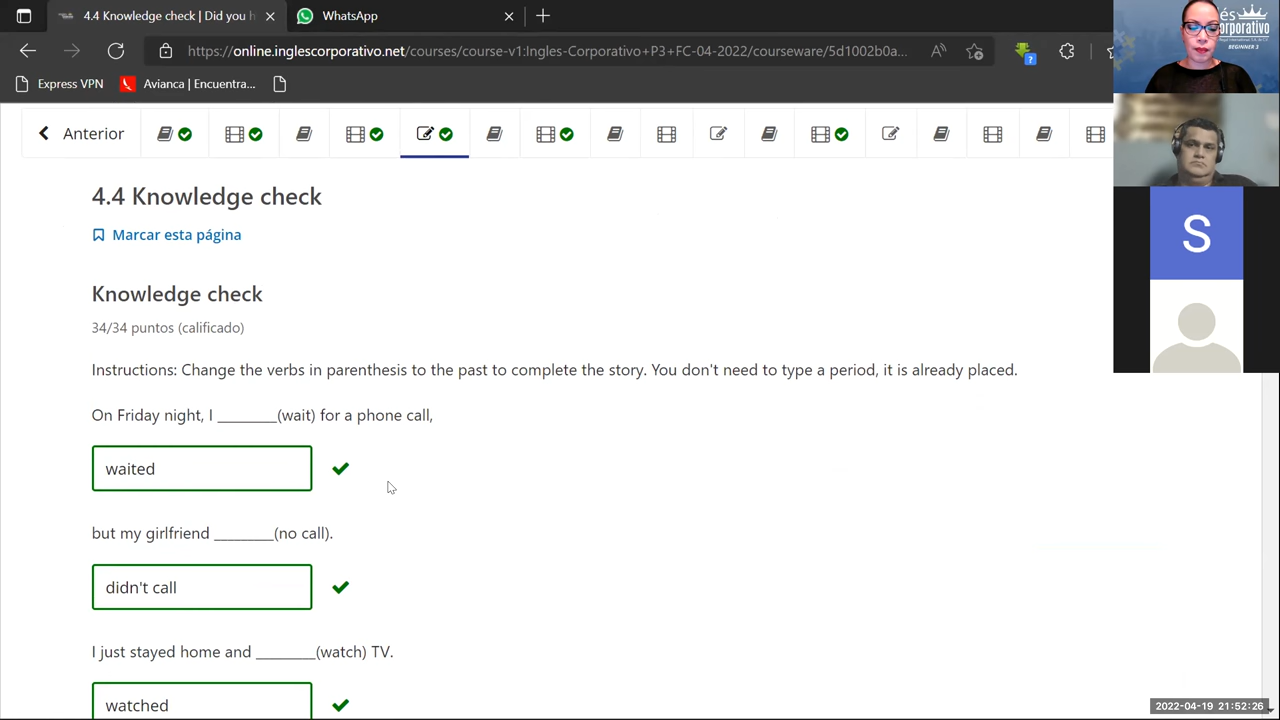 4.4 Knowledge check | Did you h
WhatsApp
https://online.inglescorporativo.net/courses/course-v1:Ingles-Corporativo+P3+FC-04-2022/courseware/5d1002b0a...
Express VPN
Avianca | Encuentra...
és
orporativo
BEGINNER 3
Anterior
4.4 Knowledge check
Marcar esta página
S
Knowledge check
34/34 puntos (calificado)
Instructions: Change the verbs in parenthesis to the past to complete the story. You don't need to type a period, it is already placed.
On Friday night, I ________(wait) for a phone call,
waited
but my girlfriend ________(no call).
didn't call
I just stayed home and ________(watch) TV.
watched
2022-04-19 21:52:26